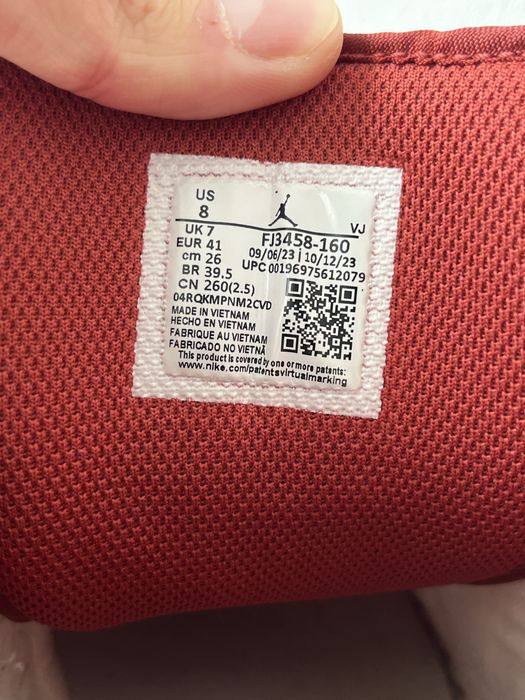 US
8
VJ
UK 7
EUR 41
cm 26
BR 39.5
CN 260(2.5)
04RQKMPNM2CVD
FJ3458-160
09/06/23 | 10/12/23
UPC 00196975612079
MADE IN VIETNAM
HECHO EN VIETNAM
FABRIQUE AU VIETNAM
FABRICADO NO VIETNÃ
This product is covered by one or more patents:
www.nike.com/patentsvirtualmarking